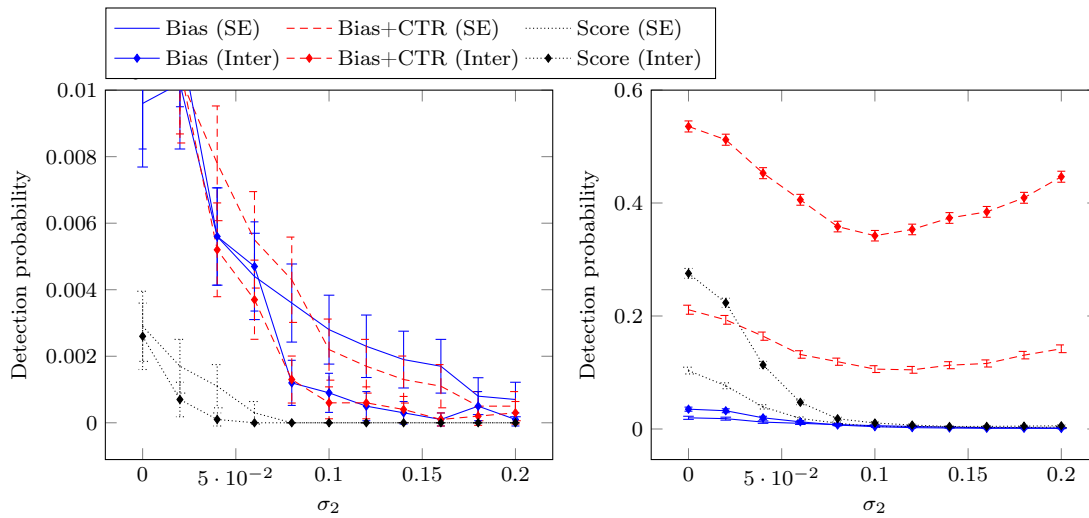 Bias (SE) Bias+CTR (SE) Score (SE)
Bias (Inter) Bias+CTR (Inter) Score (Inter)
Detection probability
0.01
0.008
0.006
0.004
0.002
0
0 5 · 10−2 0.1 0.15 0.2
σ2
Detection probability
0.6
0.4
0.2
0
0 5 · 10−2 0.1 0.15 0.2
σ2